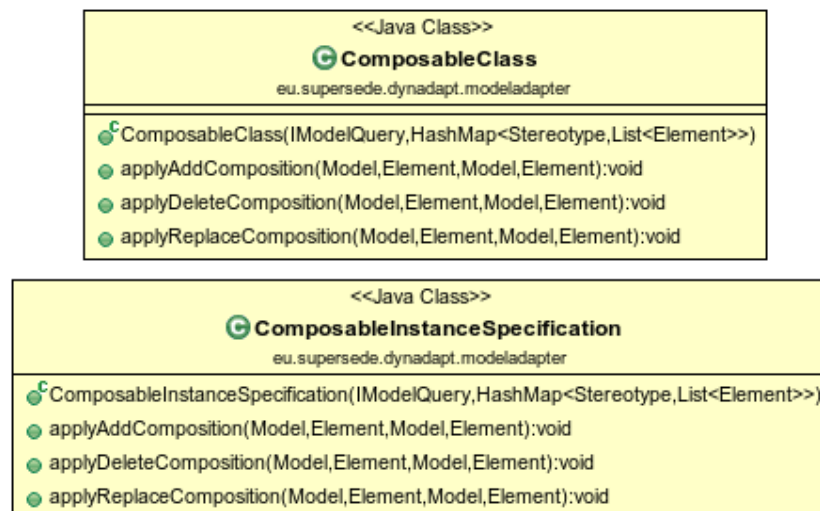 <<Java Class>>
ComposableClass
eu.supersede.dynadapt.modeladapter
ComposableClass(IModelQuery,HashMap<Stereotype,List<Element>>)
applyAddComposition(Model,Element,Model,Element):void
applyDeleteComposition(Model,Element,Model,Element):void
applyReplaceComposition(Model,Element,Model,Element):void
<<Java Class>>
ComposableInstanceSpecification
eu.supersede.dynadapt.modeladapter
ComposableInstanceSpecification(IModelQuery,HashMap<Stereotype,List<Element>>)
applyAddComposition(Model,Element,Model,Element):void
applyDeleteComposition(Model,Element,Model,Element):void
applyReplaceComposition(Model,Element,Model,Element):void